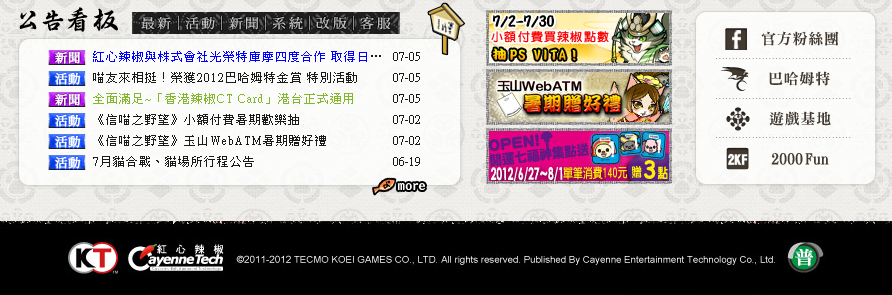 公告看板
最新 | 活動 | 新聞 | 系統 | 改版 | 客服
新聞 紅心辣椒與株式會社光榮特庫摩四度合作 取得日… 07-05
活動 喵友來相挺！榮獲2012巴哈姆特金賞 特別活動 07-05
新聞 全面滿足~「香港辣椒CT Card」港台正式通用 07-05
活動 《信喵之野望》小額付費暑期歡樂抽 07-02
活動 《信喵之野望》玉山WebATM暑期贈好禮 07-02
活動 7月貓合戰、貓場所行程公告 06-19
more
7/2-7/30
小額付費買辣椒點數
抽PS VITA！
玉山WebATM
暑期贈好禮
OPEN!
開運七福神集點送
2012/6/27~8/1單筆消費140元 贈3點
官方粉絲團
巴哈姆特
遊戲基地
2KF 2000Fun
KT
紅心辣椒
CayenneTech
©2011-2012 TECMO KOEI GAMES CO., LTD. All rights reserved. Published By Cayenne Entertainment Technology Co., Ltd.
普